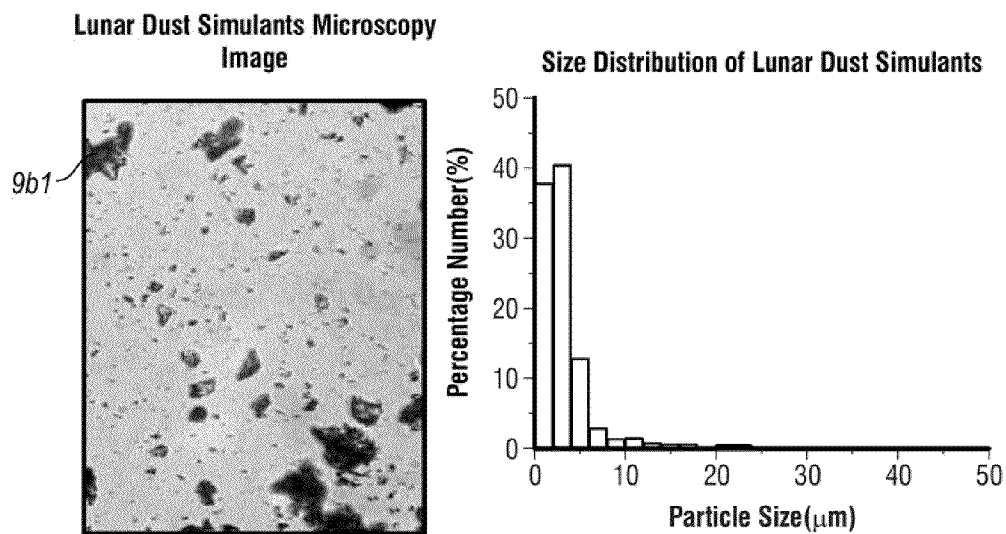 Lunar Dust Simulants Microscopy
Image
9b1
Size Distribution of Lunar Dust Simulants
Percentage Number(%)
50
40
30
20
10
0
0 10 20 30 40 50
Particle Size(μm)